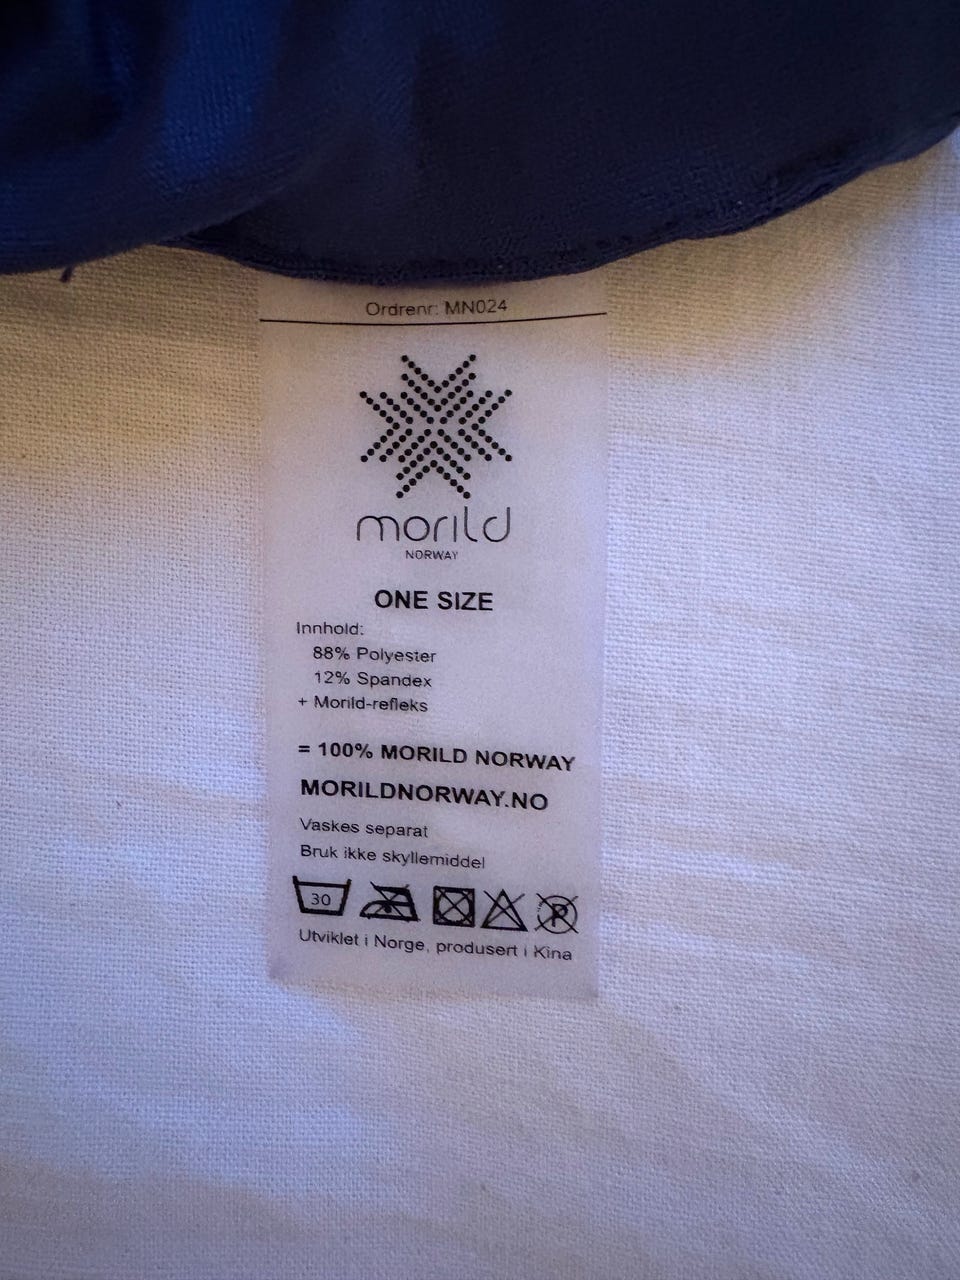 Ordrenr: MN024
morild
NORWAY
ONE SIZE
Innhold:
88% Polyester
12% Spandex
+ Morild-refleks
= 100% MORILD NORWAY
MORILDNORWAY.NO
Vaskes separat
Bruk ikke skyllemiddel
30 P
Utviklet i Norge, produsert i Kina